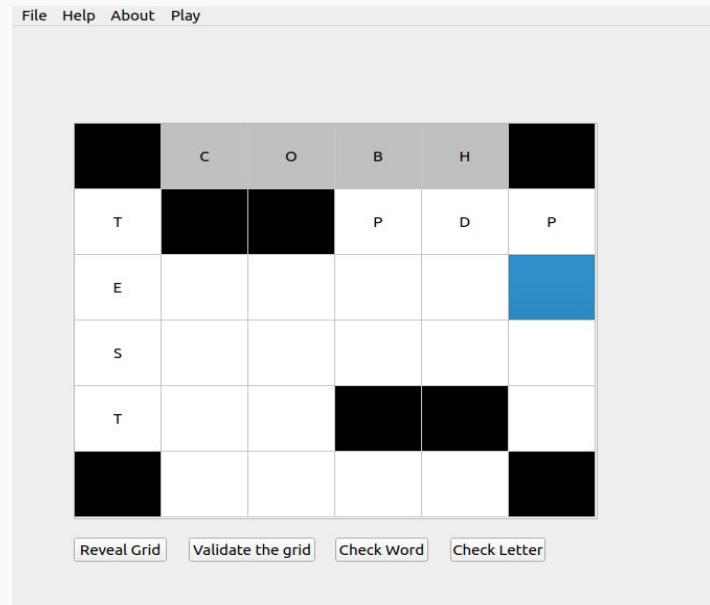 File Help About Play
C O B H
T P D P
E
S
T
Reveal Grid Validate the grid Check Word Check Letter